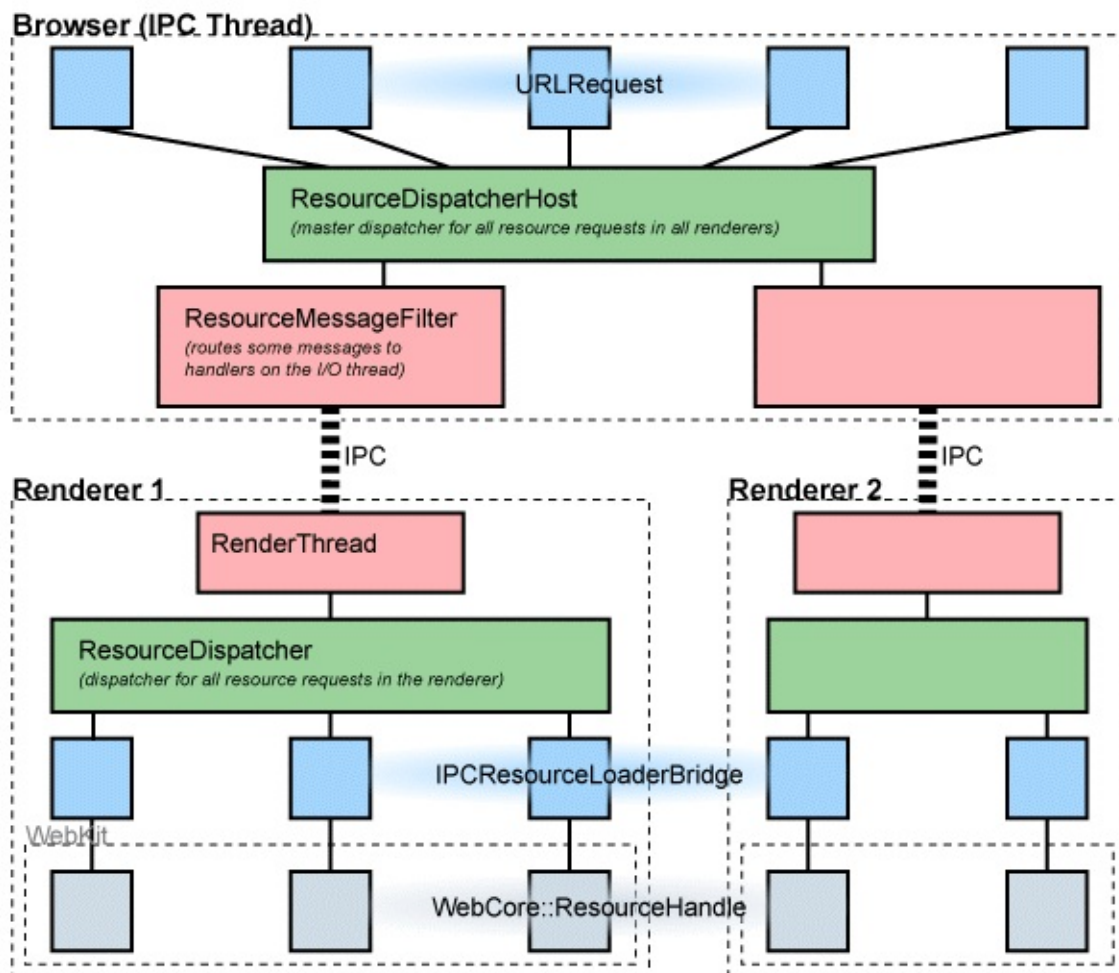 Browser (IPC Thread)
URLRequest
ResourceDispatcherHost
(master dispatcher for all resource requests in all renderers)
ResourceMessageFilter
(routes some messages to
handlers on the I/O thread)
IPC
IPC
Renderer 1
Renderer 2
RenderThread
ResourceDispatcher
(dispatcher for all resource requests in the renderer)
IPCResourceLoaderBridge
WebKit
WebCore::ResourceHandle